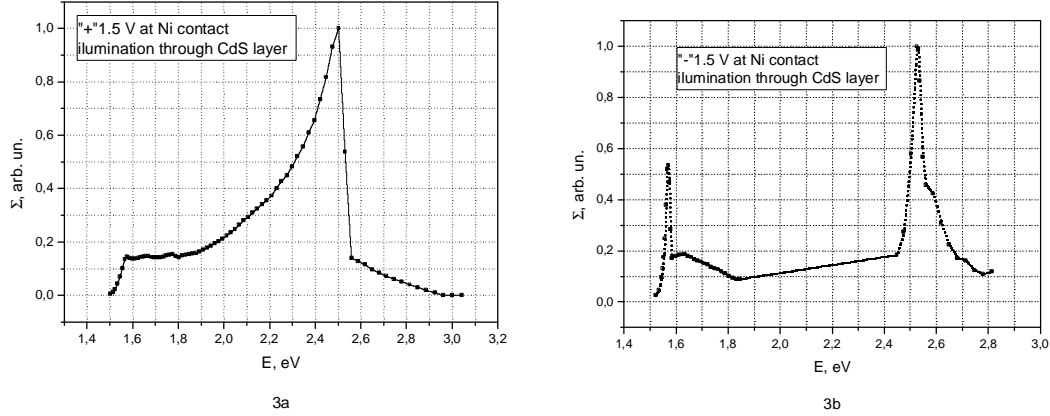 "+"1.5 V at Ni contact
ilumination through CdS layer
1,0
0,8
0,6
0,4
0,2
0,0
Σ, arb. un.
1,4 1,6 1,8 2,0 2,2 2,4 2,6 2,8 3,0 3,2
E, eV
3a
"-"1.5 V at Ni contact
ilumination through CdS layer
1,0
0,8
0,6
0,4
0,2
0,0
Σ, arb. un.
1,4 1,6 1,8 2,0 2,2 2,4 2,6 2,8 3,0
E, eV
3b